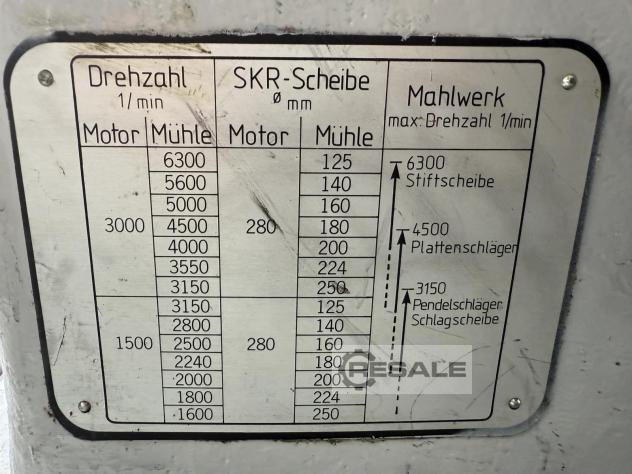 Drehzahl SKR-Scheibe Mahlwerk
1/min Ø mm max. Drehzahl 1/min
Motor Mühle Motor Mühle
3000 280
6300 125 6300
5600 140 Stiftscheibe
5000 160
4500 180 4500
4000 200 Plattenschläger
3550 224
3150 250 3150
1500 280
3150 125 Pendelschläger
2800 140 Schlagscheibe
2500 160
2240 180
2000 200
1800 224
1600 250
RESALE